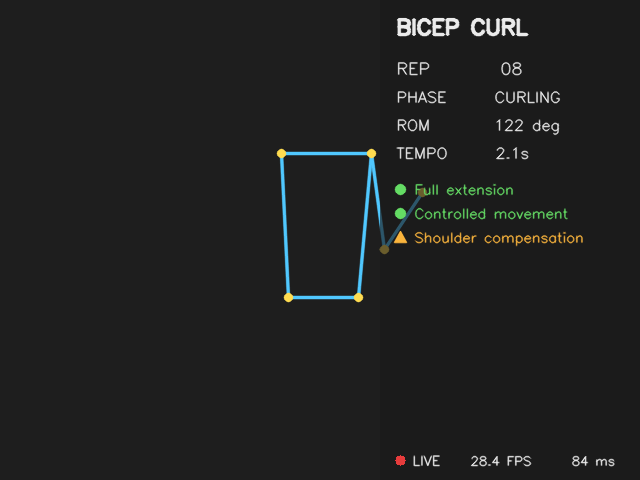 BICEP CURL
REP 08
PHASE CURLING
ROM 122 deg
TEMPO 2.1s
Full extension
Controlled movement
Shoulder compensation
LIVE 28.4 FPS 84 ms